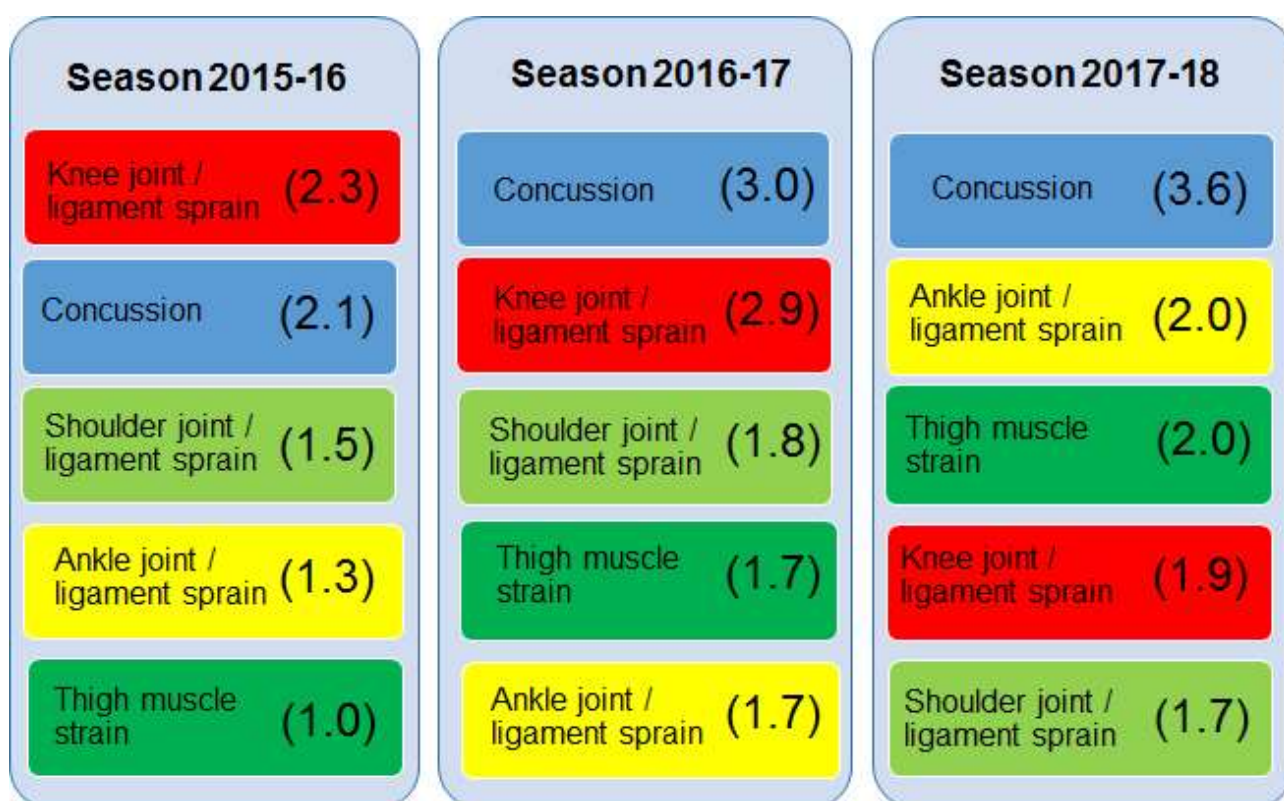 Season 2015-16
Knee joint /
ligament sprain (2.3)
Concussion (2.1)
Shoulder joint /
ligament sprain (1.5)
Ankle joint /
ligament sprain (1.3)
Thigh muscle
strain (1.0)
Season 2016-17
Concussion (3.0)
Knee joint /
ligament sprain (2.9)
Shoulder joint /
ligament sprain (1.8)
Thigh muscle
strain (1.7)
Ankle joint /
ligament sprain (1.7)
Season 2017-18
Concussion (3.6)
Ankle joint /
ligament sprain (2.0)
Thigh muscle
strain (2.0)
Knee joint /
ligament sprain (1.9)
Shoulder joint /
ligament sprain (1.7)